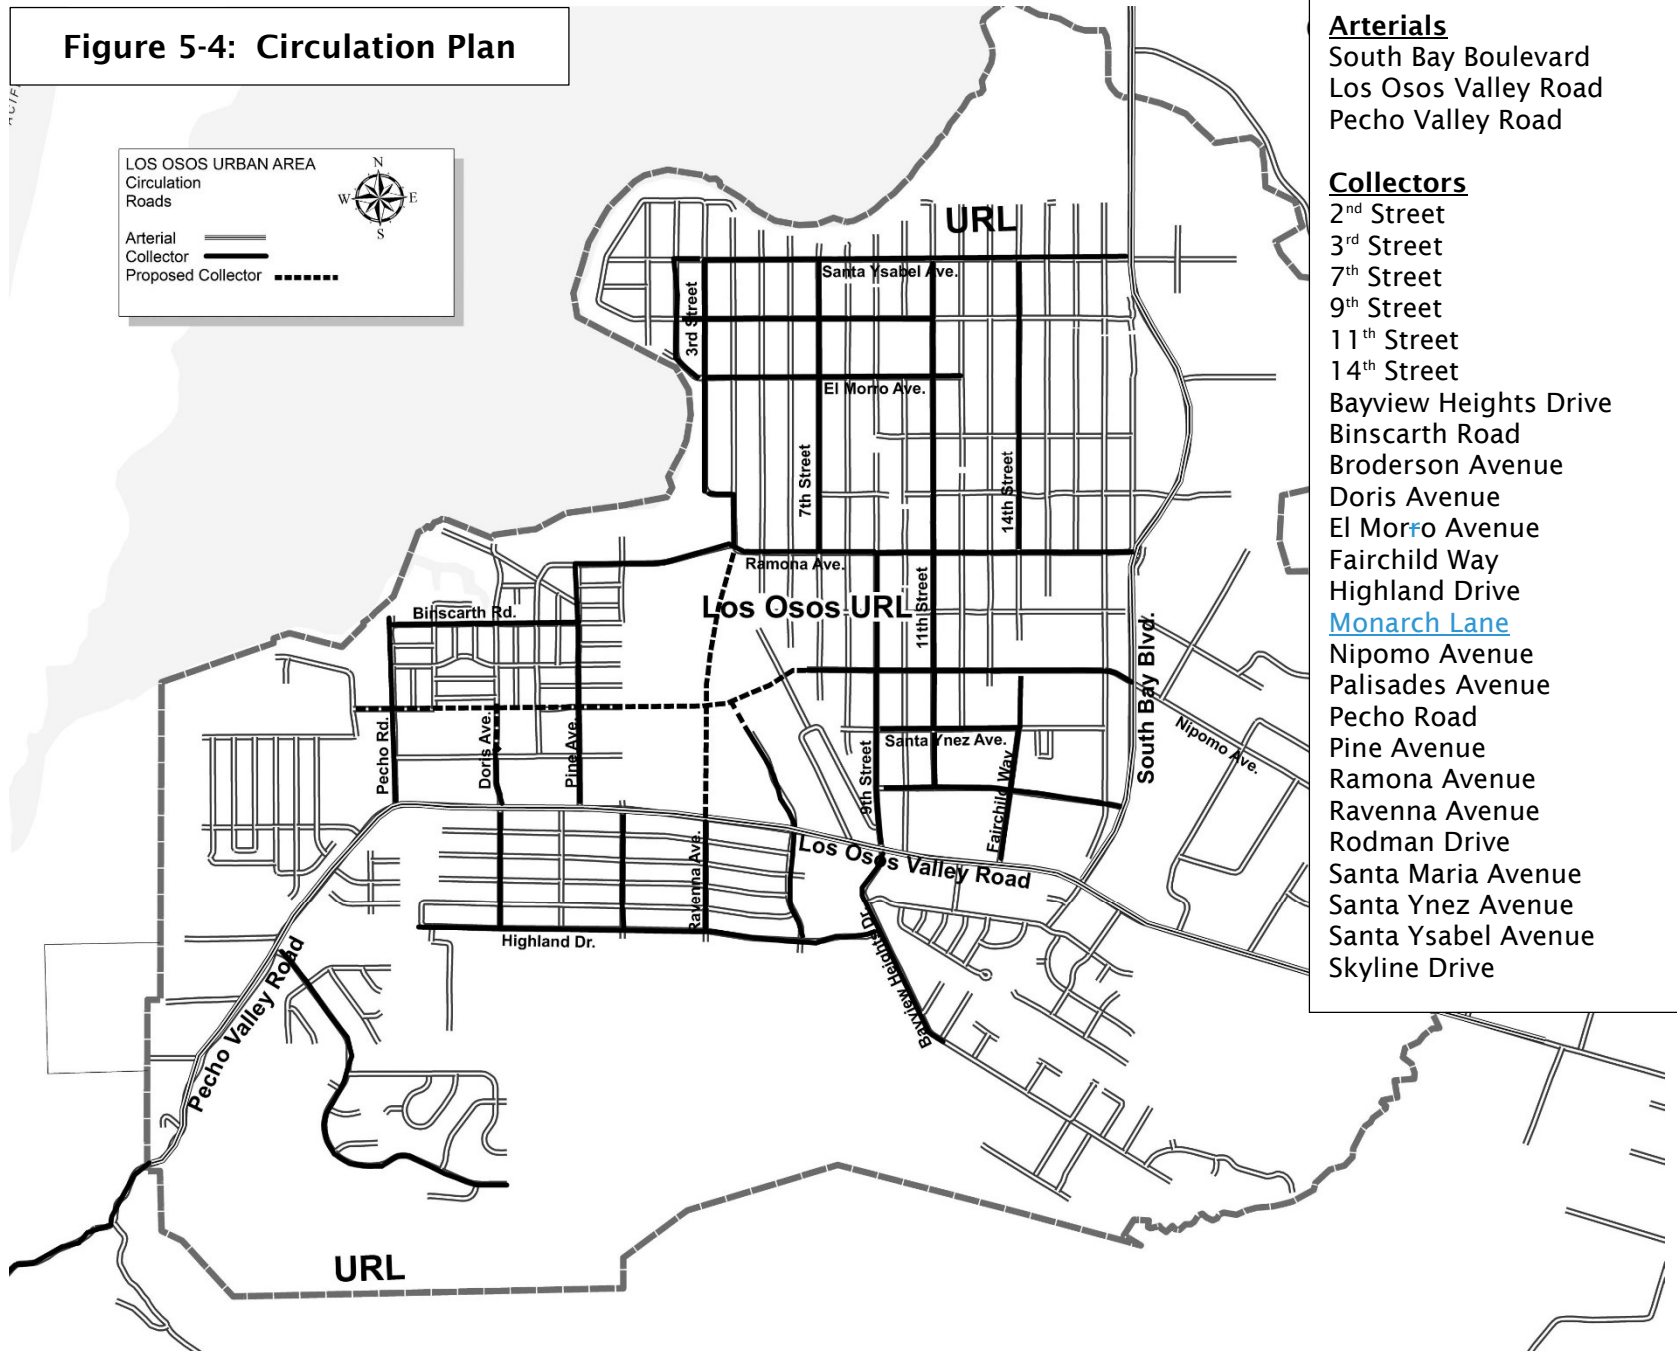 Figure 5-4: Circulation Plan
LOS OSOS URBAN AREA
Circulation
Roads
N
W E
S
Arterial
Collector
Proposed Collector
URL
Santa Ysabel Ave.
3rd Street
El Morro Ave.
7th Street
14th Street
Ramona Ave.
Los Osos URL
11th Street
Binscarth Rd.
South Bay Blvd.
Nipomo Ave.
Pecho Rd.
Doris Ave.
Pine Ave.
Santa Ynez Ave.
9th Street
Fairchild Way
Los Osos Valley Road
Ravenna Ave.
Highland Dr.
Bayview Heights Dr.
Pecho Valley Road
URL
Arterials
South Bay Boulevard
Los Osos Valley Road
Pecho Valley Road
Collectors
2nd Street
3rd Street
7th Street
9th Street
11th Street
14th Street
Bayview Heights Drive
Binscarth Road
Broderson Avenue
Doris Avenue
El Morro Avenue
Fairchild Way
Highland Drive
Monarch Lane
Nipomo Avenue
Palisades Avenue
Pecho Road
Pine Avenue
Ramona Avenue
Ravenna Avenue
Rodman Drive
Santa Maria Avenue
Santa Ynez Avenue
Santa Ysabel Avenue
Skyline Drive